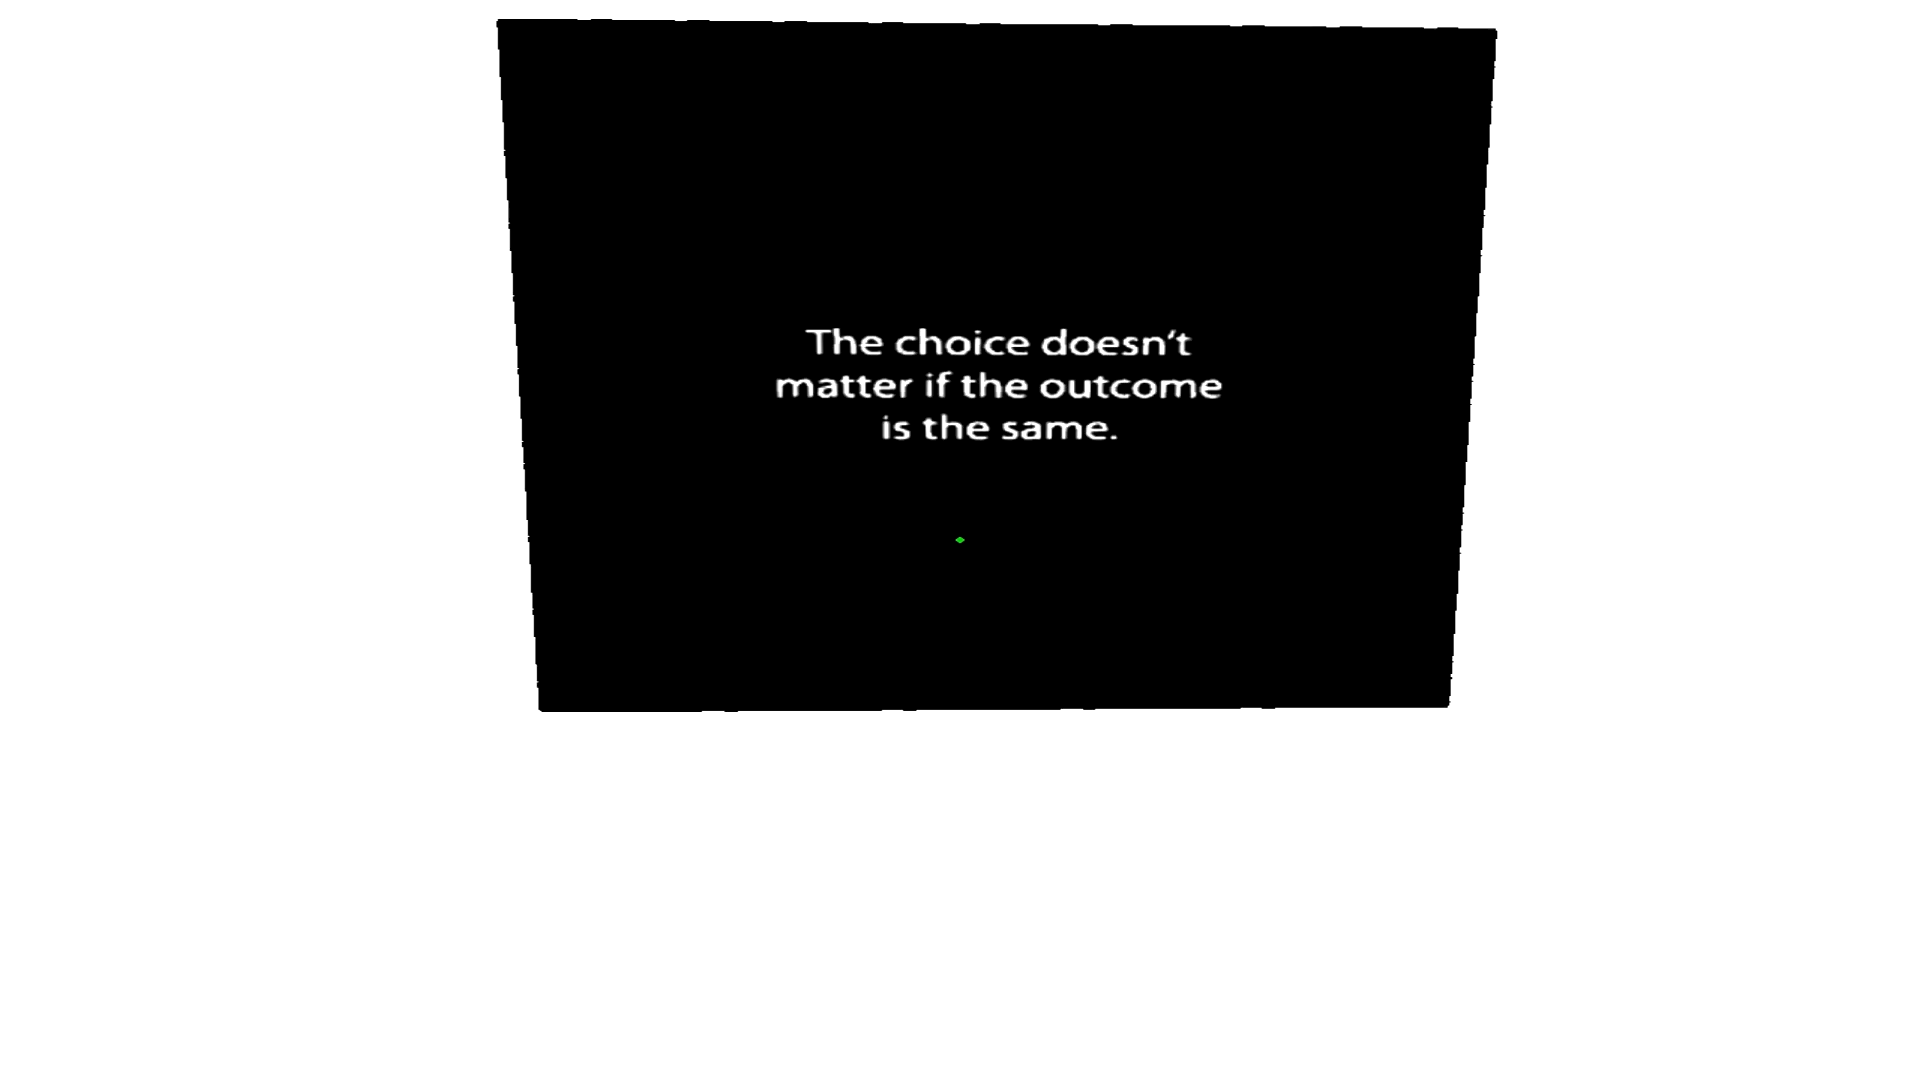 The choice doesn't
matter if the outcome
is the same.